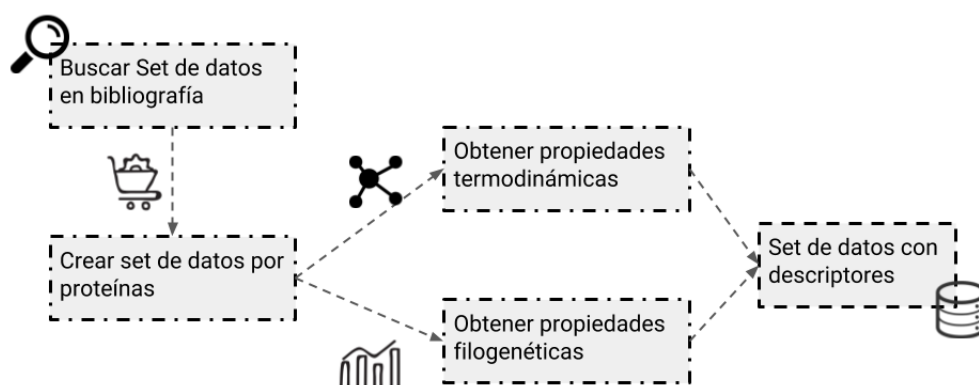 Buscar Set de datos
en bibliografía
Obtener propiedades
termodinámicas
Crear set de datos por
proteínas
Set de datos con
descriptores
Obtener propiedades
filogenéticas